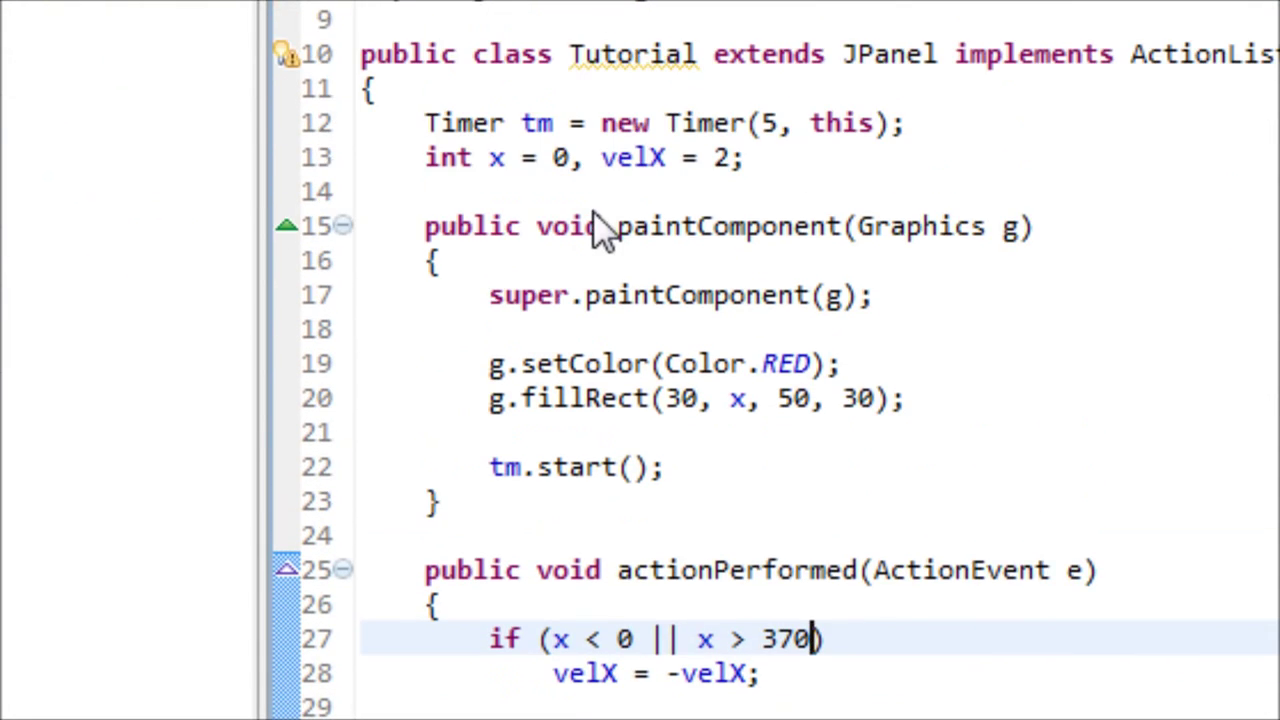 9
10 public class Tutorial extends JPanel implements ActionLis
11 {
12 Timer tm = new Timer(5, this);
13 int x = 0, velX = 2;
14
15 public void paintComponent(Graphics g)
16 {
17 super.paintComponent(g);
18
19 g.setColor(Color.RED);
20 g.fillRect(30, x, 50, 30);
21
22 tm.start();
23 }
24
25 public void actionPerformed(ActionEvent e)
26 {
27 if (x < 0 || x > 370)
28 velX = -velX;
29